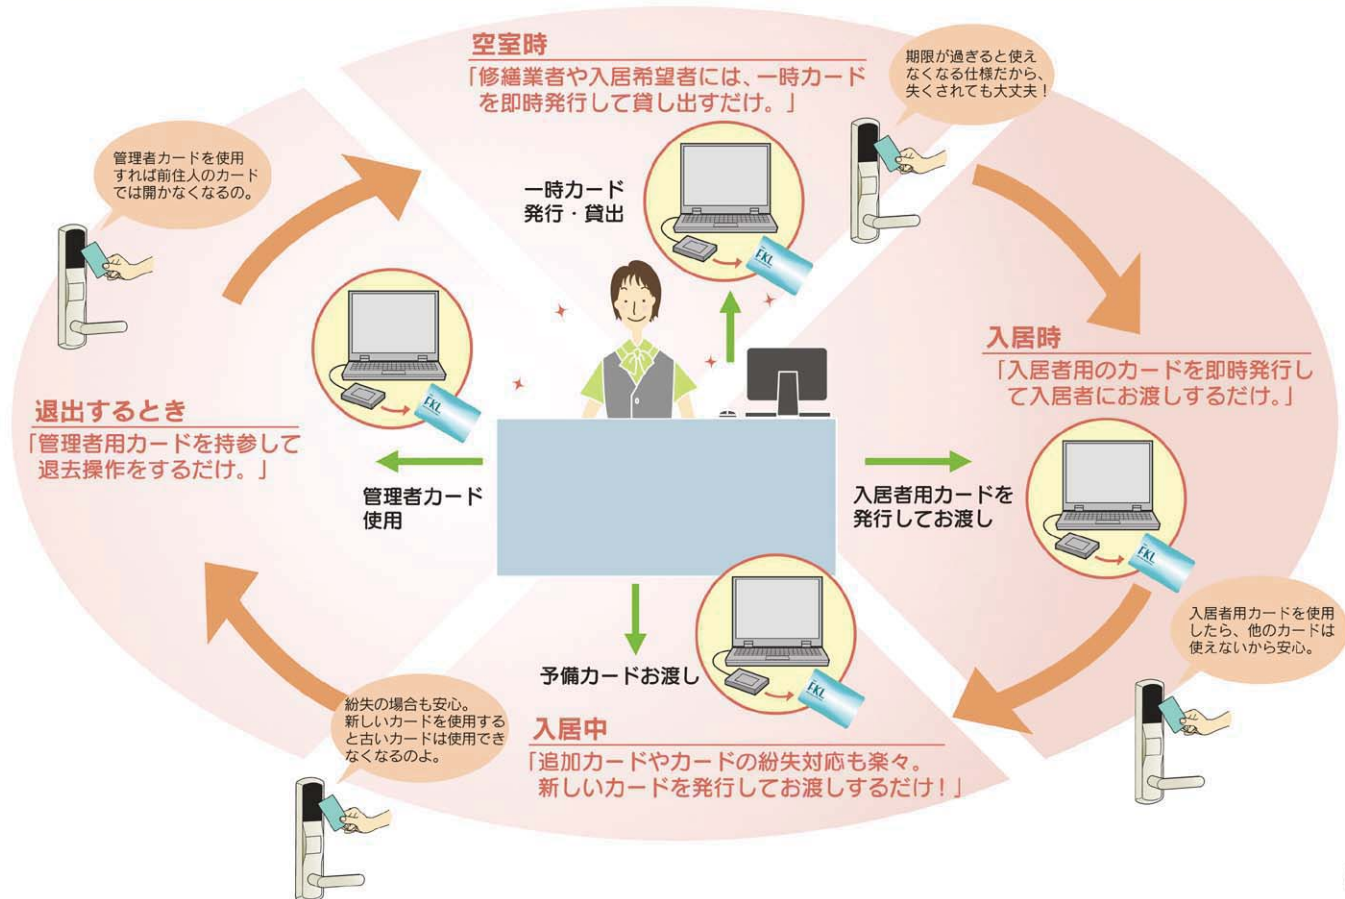 空室時
「修繕業者や入居希望者には、一時カード
を即時発行して貸し出すだけ。」
期限が過ぎると使え
なくなる仕様だから、
失くされても大丈夫！
一時カード
発行・貸出
FKL
入居時
「入居者用のカードを即時発行し
て入居者にお渡しするだけ。」
入居者用カードを
発行してお渡し
FKL
入居者用カードを使用
したら、他のカードは
使えないから安心。
予備カードお渡し
FKL
入居中
「追加カードやカードの紛失対応も楽々。
新しいカードを発行してお渡しするだけ！」
紛失の場合も安心。
新しいカードを使用する
と古いカードは使用でき
なくなるのよ。
退出するとき
「管理者用カードを持参して
退去操作をするだけ。」
管理者カード
使用
FKL
管理者カードを使用
すれば前住人のカード
では開かなくなるの。